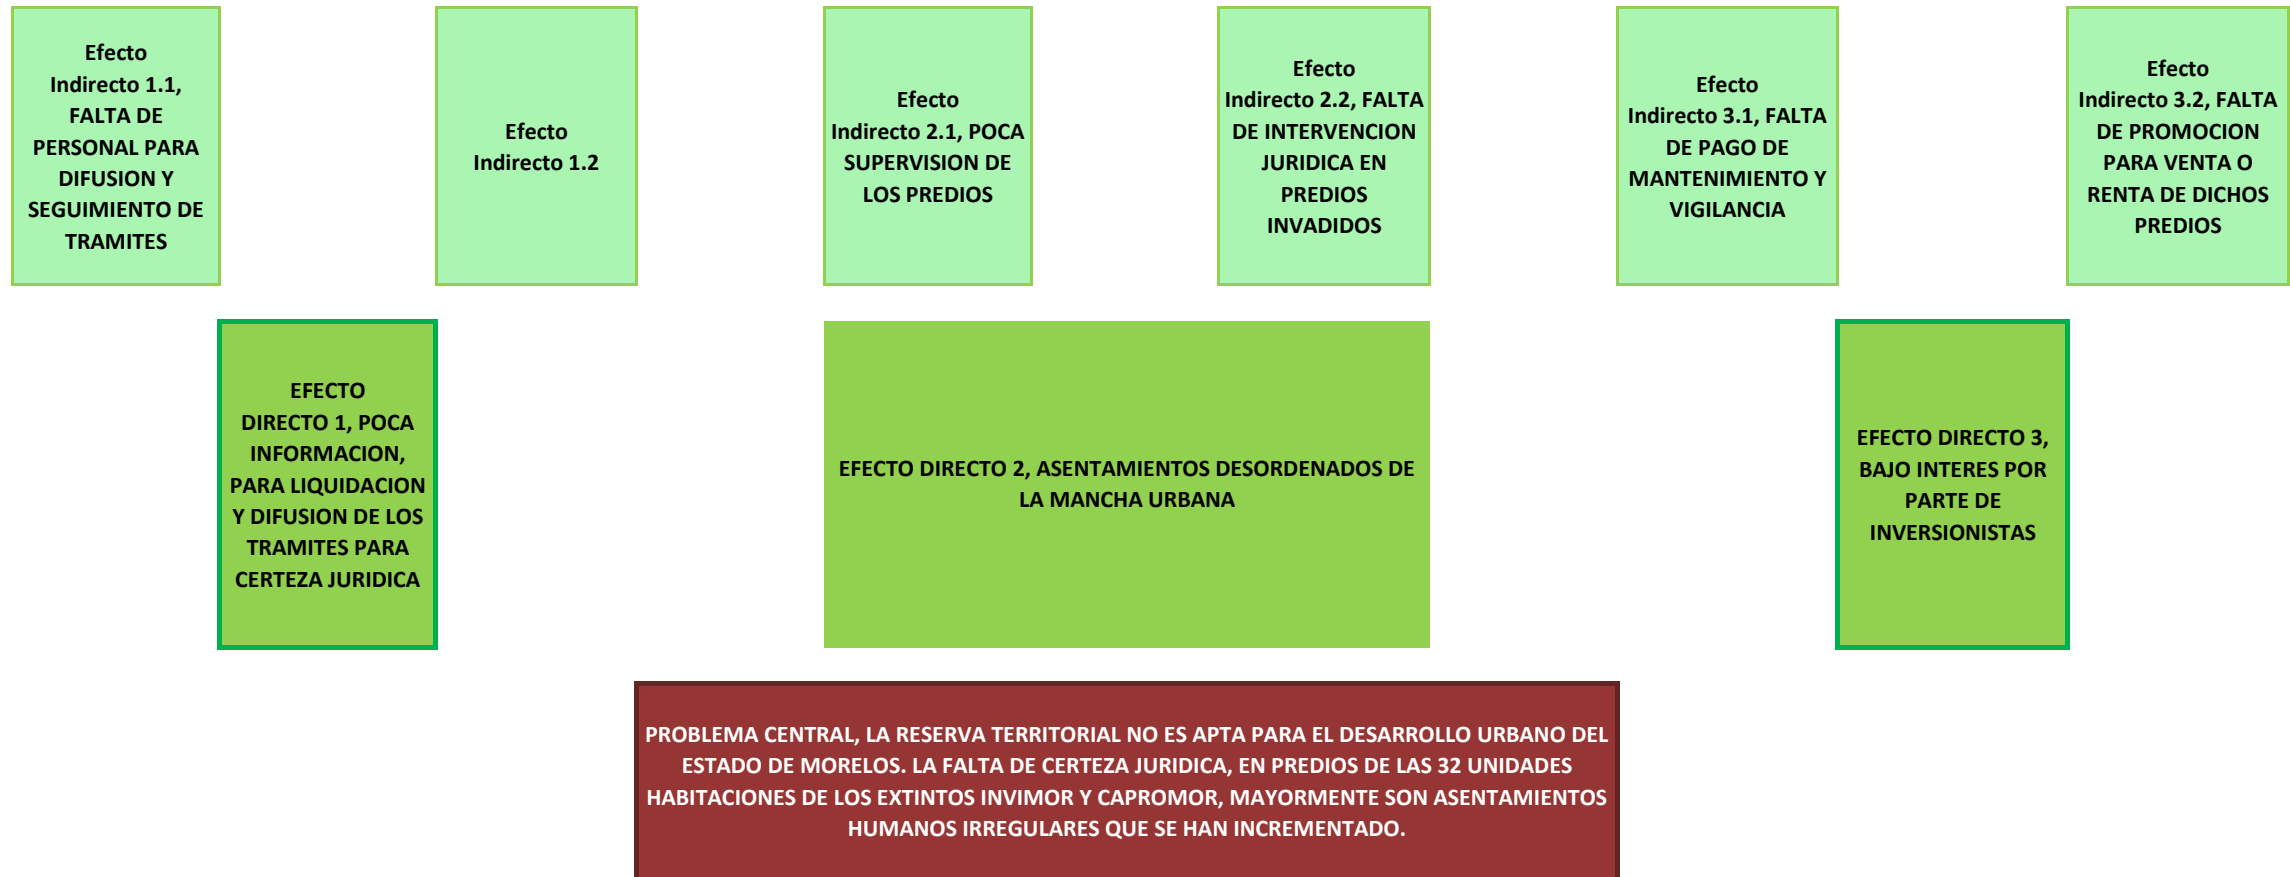 Efecto
Indirecto 1.1,
FALTA DE
PERSONAL PARA
DIFUSION Y
SEGUIMIENTO DE
TRAMITES
Efecto
Indirecto 1.2
Efecto
Indirecto 2.1, POCA
SUPERVISION DE
LOS PREDIOS
Efecto
Indirecto 2.2, FALTA
DE INTERVENCION
JURIDICA EN
PREDIOS
INVADIDOS
Efecto
Indirecto 3.1, FALTA
DE PAGO DE
MANTENIMIENTO Y
VIGILANCIA
Efecto
Indirecto 3.2, FALTA
DE PROMOCION
PARA VENTA O
RENTA DE DICHOS
PREDIOS
EFECTO
DIRECTO 1, POCA
INFORMACION,
PARA LIQUIDACION
Y DIFUSION DE LOS
TRAMITES PARA
CERTEZA JURIDICA
EFECTO DIRECTO 2, ASENTAMIENTOS DESORDENADOS DE
LA MANCHA URBANA
EFECTO DIRECTO 3,
BAJO INTERES POR
PARTE DE
INVERSIONISTAS
PROBLEMA CENTRAL, LA RESERVA TERRITORIAL NO ES APTA PARA EL DESARROLLO URBANO DEL
ESTADO DE MORELOS. LA FALTA DE CERTEZA JURIDICA, EN PREDIOS DE LAS 32 UNIDADES
HABITACIONES DE LOS EXTINTOS INVIMOR Y CAPROMOR, MAYORMENTE SON ASENTAMIENTOS
HUMANOS IRREGULARES QUE SE HAN INCREMENTADO.